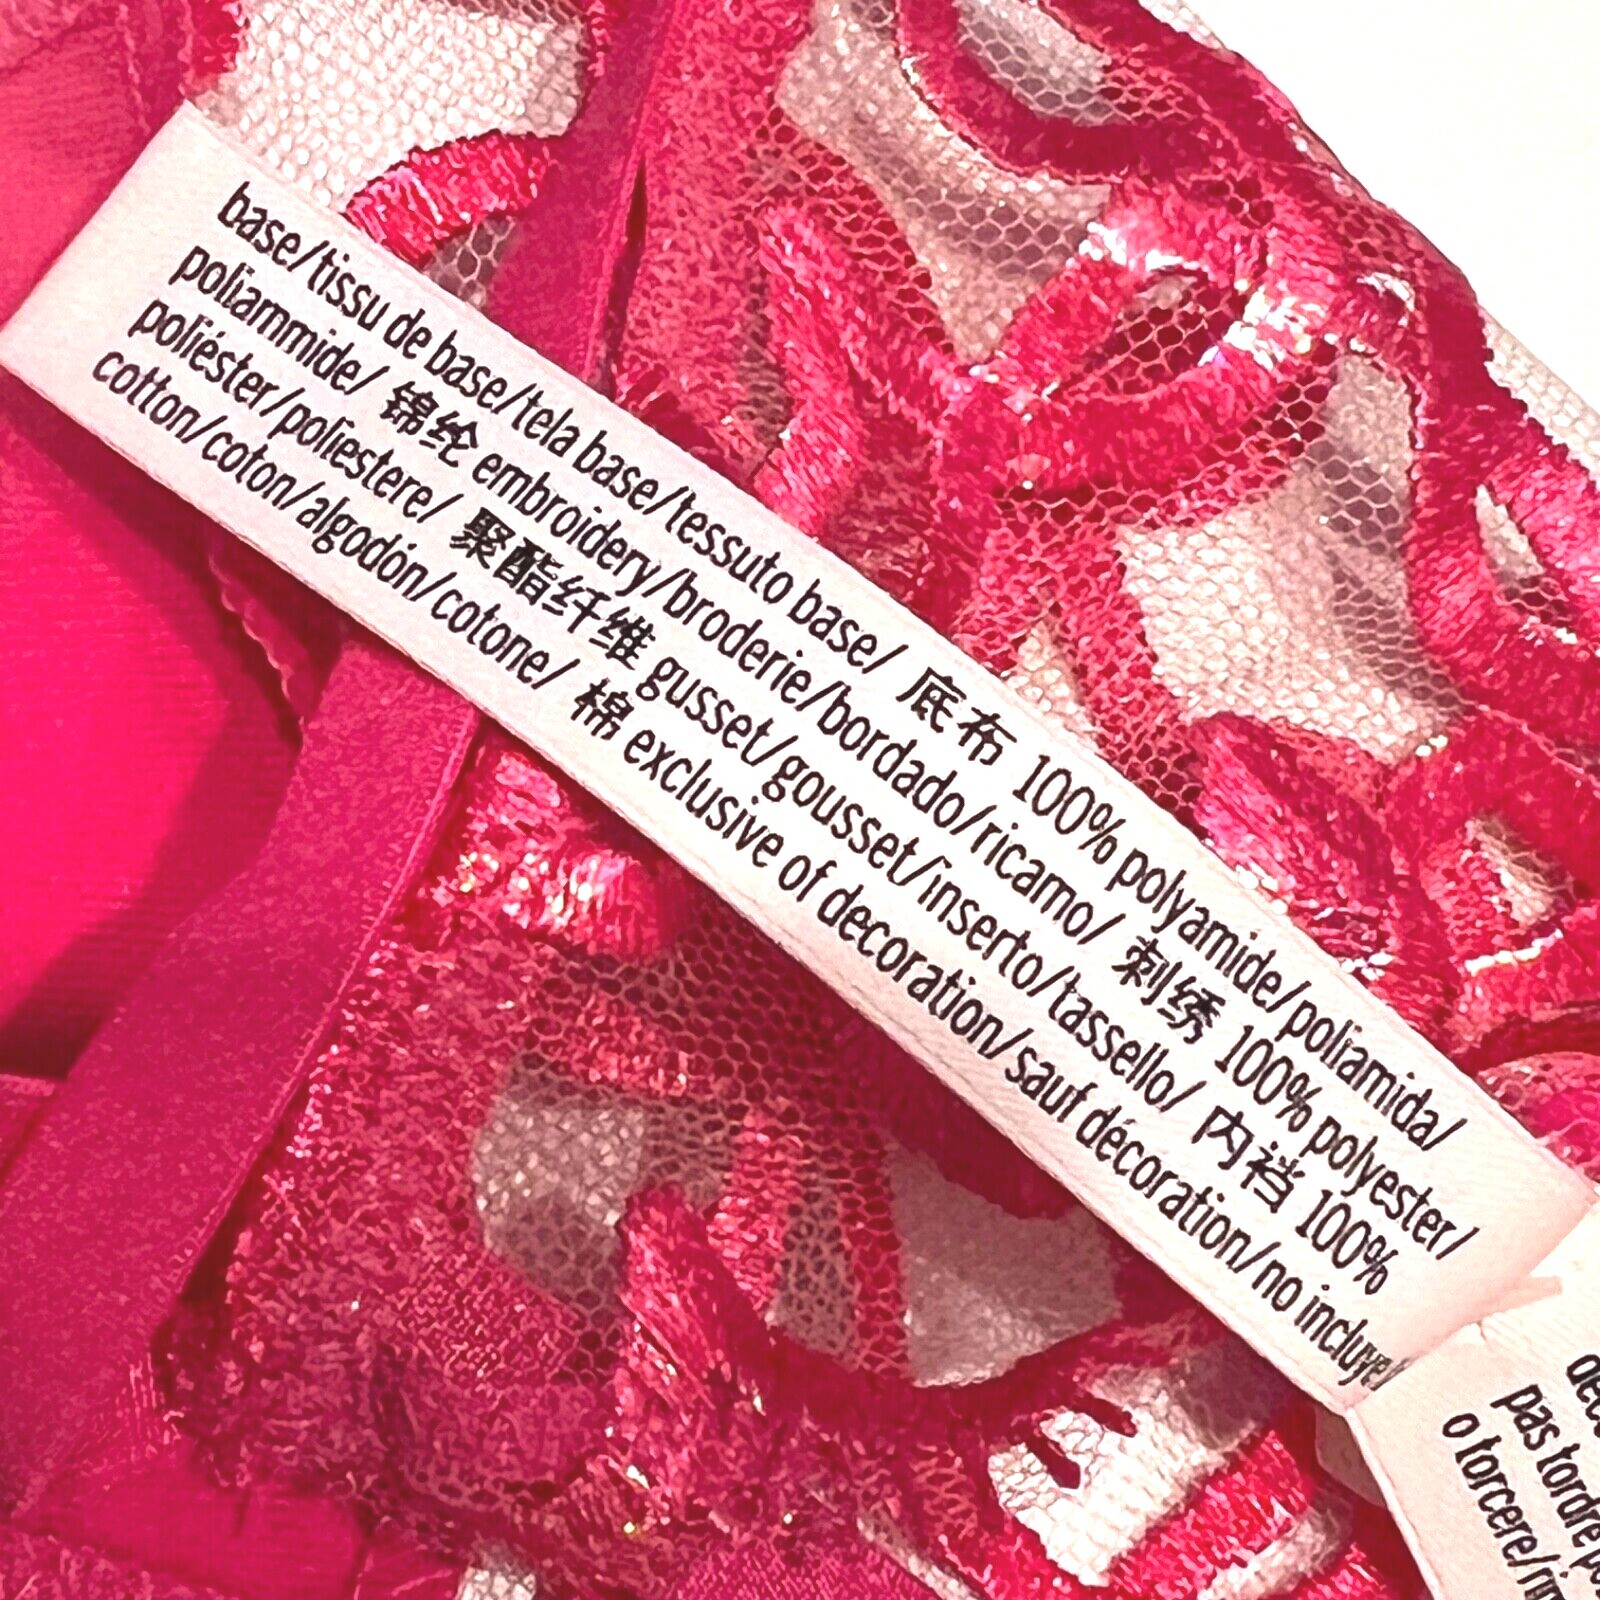 base/tissu de base/tela base/tessuto base/ 底布 100% polyamide/poliamida/
poliammide/ 锦纶 embroidery/broderie/bordado/ricamo/ 刺绣 100% polyester/
poliéster/poliestere/ 聚酯纤维 gusset/gousset/inserto/tassello/ 内裆 100%
cotton/coton/algodón/cotone/ 棉 exclusive of decoration/sauf décoration/no incluye
pas tordre
o torcere/